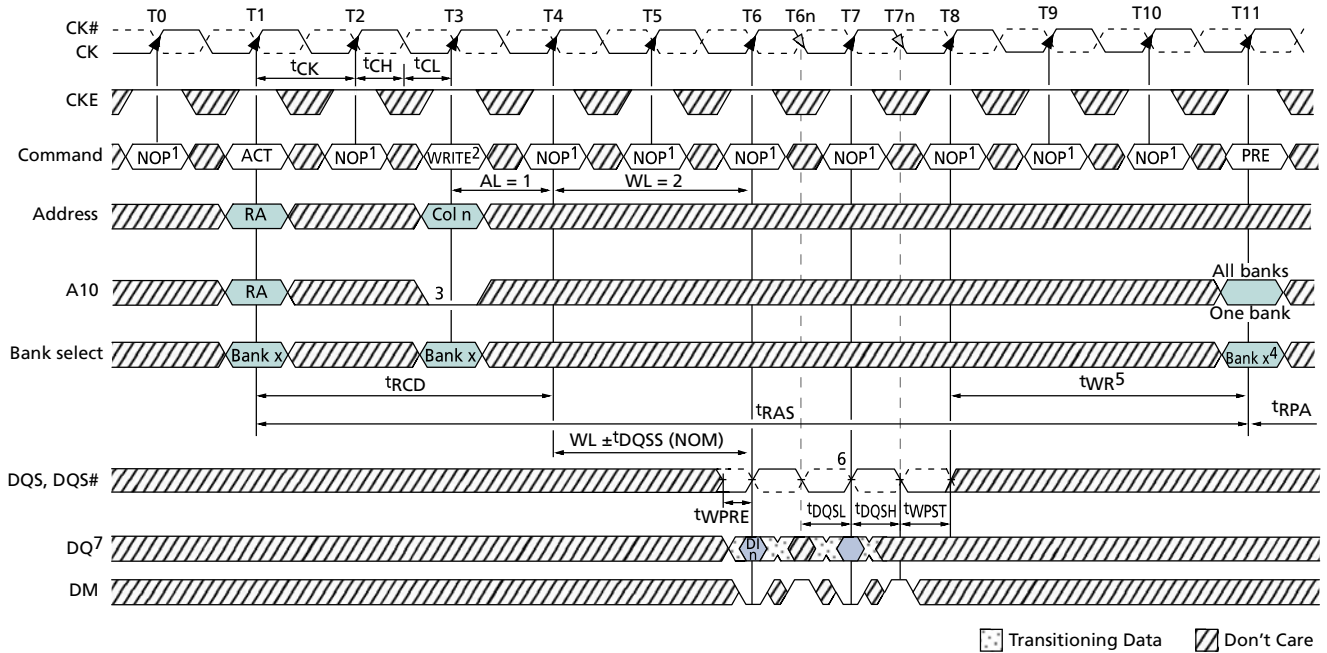 T0 T1 T2 T3 T4 T5 T6 T6n T7 T7n T8 T9 T10 T11
CK#
CK
tCK tCH tCL
CKE
Command NOP1 ACT NOP1 WRITE2 NOP1 NOP1 NOP1 NOP1 NOP1 NOP1 NOP1 PRE
AL = 1 WL = 2
Address RA Col n
All banks
A10 RA 3
One bank
Bank select Bank x Bank x Bank x4
tRCD tWR5
tRAS tRPA
WL ±tDQSS (NOM)
6
DQS, DQS#
tWPRE tDQSL tDQSH tWPST
DQ7 DI
n
DM
Transitioning Data Don't Care